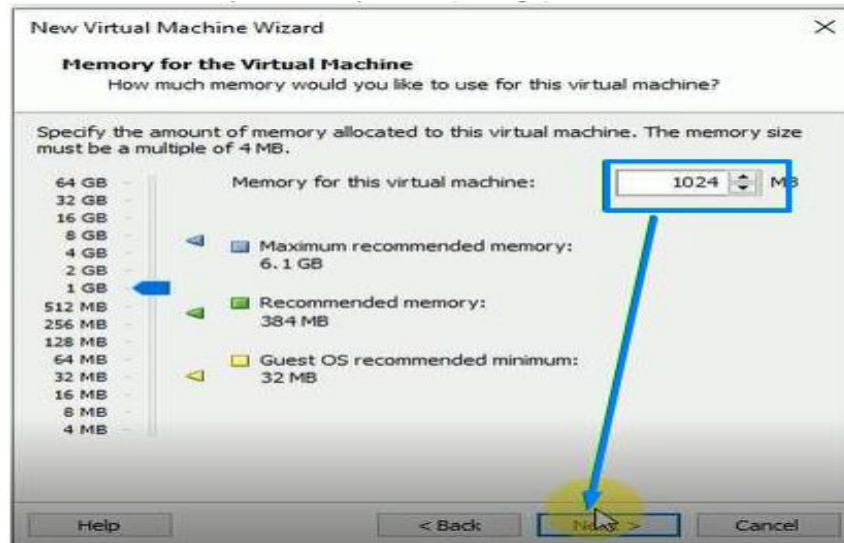 New Virtual Machine Wizard
Memory for the Virtual Machine
How much memory would you like to use for this virtual machine?
Specify the amount of memory allocated to this virtual machine. The memory size
must be a multiple of 4 MB.
Memory for this virtual machine: 1024 MB
64 GB
32 GB
16 GB
8 GB
4 GB
2 GB
1 GB
512 MB
256 MB
128 MB
64 MB
32 MB
16 MB
8 MB
4 MB
Maximum recommended memory:
6.1 GB
Recommended memory:
384 MB
Guest OS recommended minimum:
32 MB
Help
< Back
Next >
Cancel